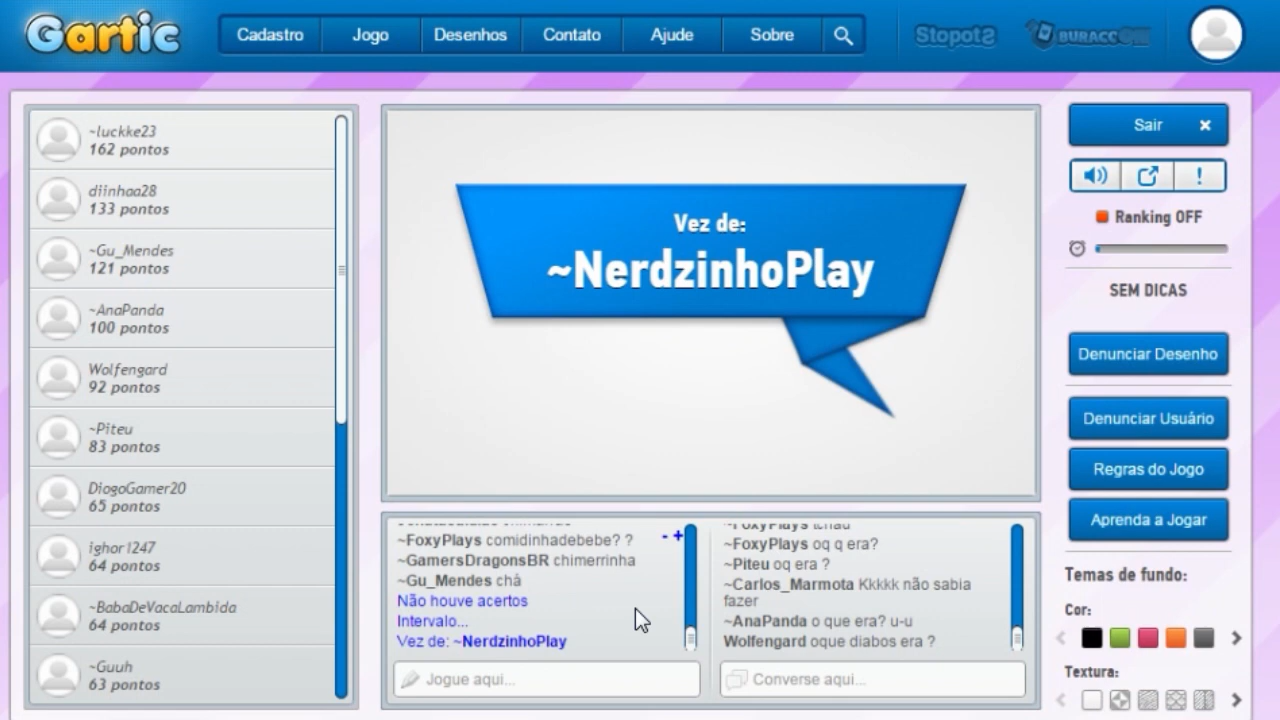 Gartic
Cadastro
Jogo
Desenhos
Contato
Ajude
Sobre
StopotS
~luckke23
162 pontos
diinhaa28
133 pontos
~Gu_Mendes
121 pontos
~AnaPanda
100 pontos
Wolfengard
92 pontos
~Piteu
83 pontos
DiogoGamer20
65 pontos
ighor1247
64 pontos
~BabaDeVacaLambida
64 pontos
~Guuh
63 pontos
Vez de:
~NerdzinhoPlay
- +
~FoxyPlays comidinhadebebe? ?
~GamersDragonsBR chimerrinha
~Gu_Mendes chá
Não houve acertos
Intervalo...
Vez de: ~NerdzinhoPlay
Jogue aqui...
~FoxyPlays tchau
~FoxyPlays oq q era?
~Piteu oq era ?
~Carlos_Marmota Kkkkk não sabia
fazer
~AnaPanda o que era? u-u
Wolfengard oque diabos era ?
Converse aqui...
Sair ×
!
Ranking OFF
SEM DICAS
Denunciar Desenho
Denunciar Usuário
Regras do Jogo
Aprenda a Jogar
Temas de fundo:
Cor:
Textura: